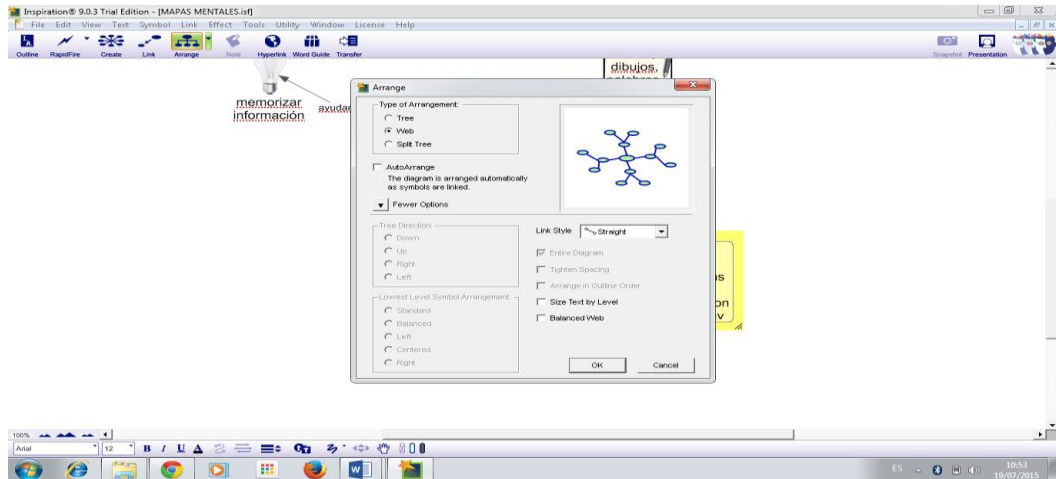 Inspiration® 9.0.3 Trial Edition - [MAPAS MENTALES.isf]
File Edit View Text Symbol Link Effect Tools Utility Window License Help
Outline RapidFire Create Link Arrange Note Hyperlink Word Guide Transfer Snapshot Presentation
dibujos,
palabras
memorizar
información
ayudar
Arrange
Type of Arrangement:
Tree
Web
Split Tree
AutoArrange
The diagram is arranged automatically
as symbols are linked.
Fewer Options
Tree Direction:
Down
Up
Right
Left
Lowest Level Symbol Arrangement:
Standard
Balanced
Left
Centered
Right
Link Style Straight
Entire Diagram
Tighten Spacing
Arrange in Outline Order
Size Text by Level
Balanced Web
OK Cancel
as
on
v
100%
Arial 12 B I U A
ES 10:53
19/07/2015